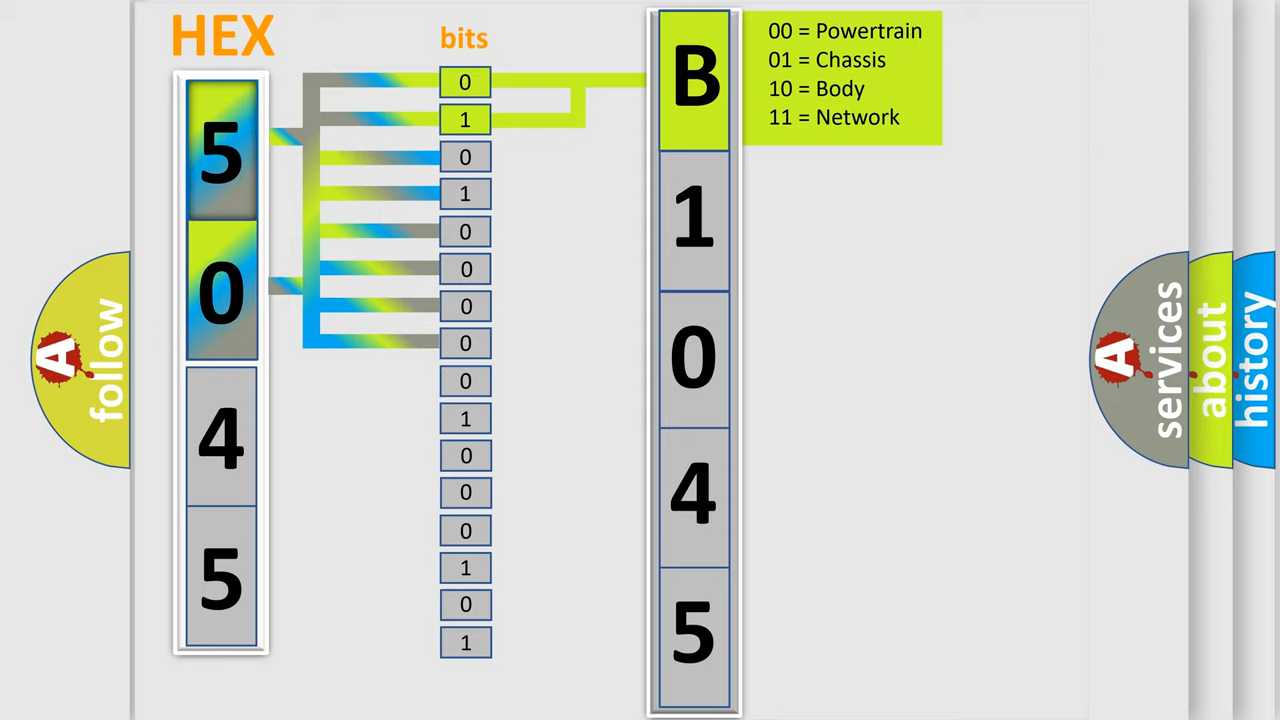 HEX
bits
5
0
4
5
0
1
0
1
0
0
0
0
0
1
0
0
0
1
0
1
B
1
0
4
5
00 = Powertrain
01 = Chassis
10 = Body
11 = Network
A
follow
A
services
about
history